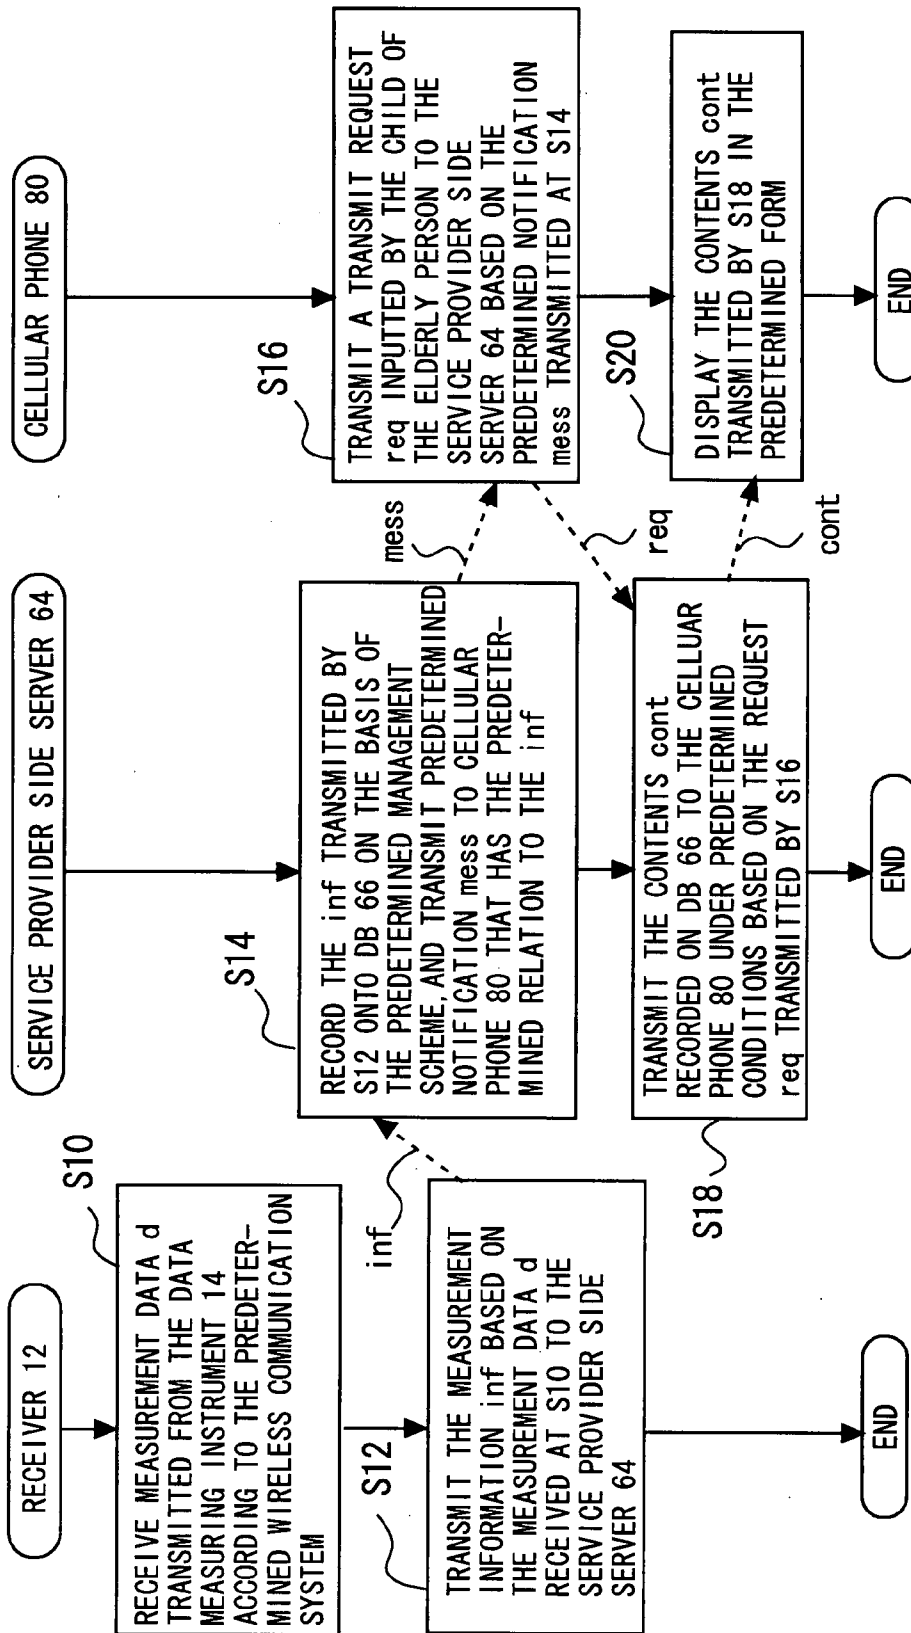 RECEIVER 12
S10
RECEIVE MEASUREMENT DATA d
TRANSMITTED FROM THE DATA
MEASURING INSTRUMENT 14
ACCORDING TO THE PREDETER-
MINED WIRELESS COMMUNICATION
SYSTEM
S12
TRANSMIT THE MEASUREMENT
INFORMATION inf BASED ON
THE MEASUREMENT DATA d
RECEIVED AT S10 TO THE
SERVICE PROVIDER SIDE
SERVER 64
END
inf
SERVICE PROVIDER SIDE SERVER 64
S14
RECORD THE inf TRANSMITTED BY
S12 ONTO DB 66 ON THE BASIS OF
THE PREDETERMINED MANAGEMENT
SCHEME, AND TRANSMIT PREDETERMINED
NOTIFICATION mess TO CELLULAR
PHONE 80 THAT HAS THE PREDETER-
MINED RELATION TO THE inf
S18
TRANSMIT THE CONTENTS cont
RECORDED ON DB 66 TO THE CELLUAR
PHONE 80 UNDER PREDETERMINED
CONDITIONS BASED ON THE REQUEST
req TRANSMITTED BY S16
END
mess
req
cont
CELLULAR PHONE 80
S16
TRANSMIT A TRANSMIT REQUEST
req INPUTTED BY THE CHILD OF
THE ELDERLY PERSON TO THE
SERVICE PROVIDER SIDE
SERVER 64 BASED ON THE
PREDETERMINED NOTIFICATION
mess TRANSMITTED AT S14
S20
DISPLAY THE CONTENTS cont
TRANSMITTED BY S18 IN THE
PREDETERMINED FORM
END